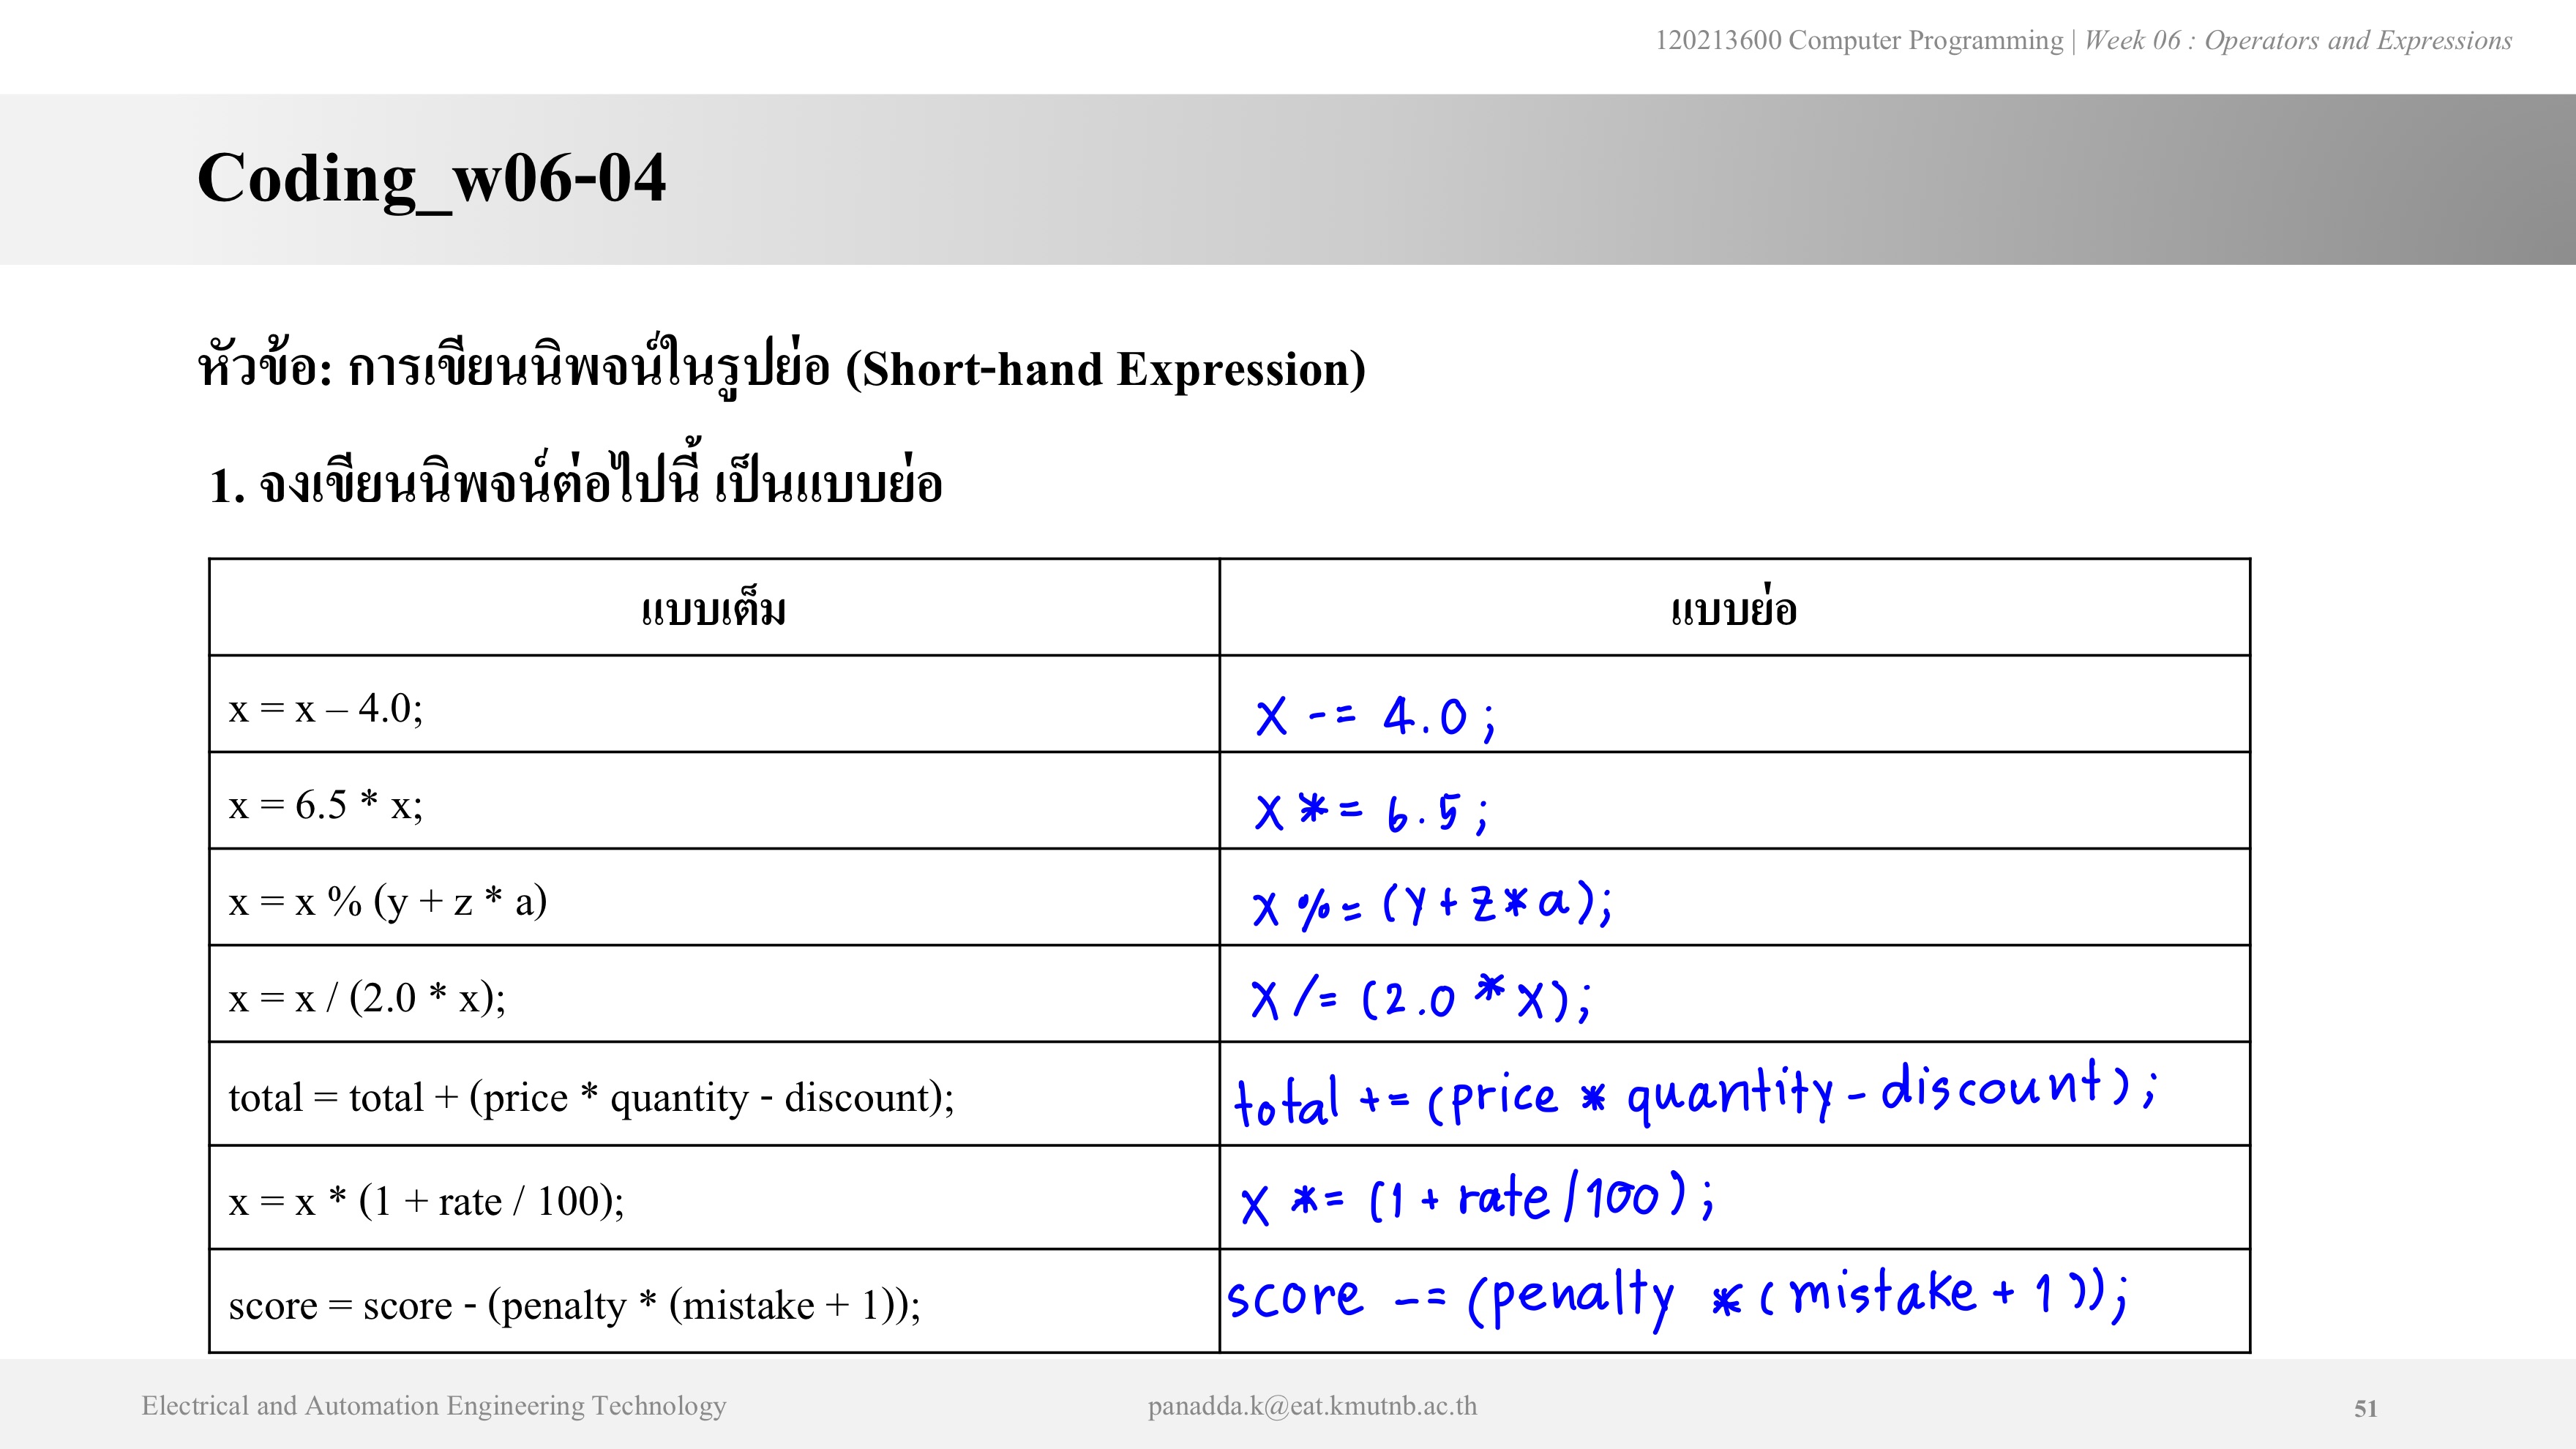 120213600 Computer Programming | Week 06 : Operators and Expressions
Coding_w06-04
หัวข้อ: การเขียนนิพจน์ในรูปย่อ (Short-hand Expression)
1. จงเขียนนิพจน์ต่อไปนี้ เป็นแบบย่อ
แบบเต็ม แบบย่อ
x = x – 4.0; x -= 4.0;
x = 6.5 * x; x *= 6.5;
x = x % (y + z * a) x %= (y+z*a);
x = x / (2.0 * x); x /= (2.0 * x);
total = total + (price * quantity - discount); total += (price * quantity - discount);
x = x * (1 + rate / 100); x *= (1 + rate /100);
score = score - (penalty * (mistake + 1)); score -= (penalty * (mistake + 1));
Electrical and Automation Engineering Technology panadda.k@eat.kmutnb.ac.th 51